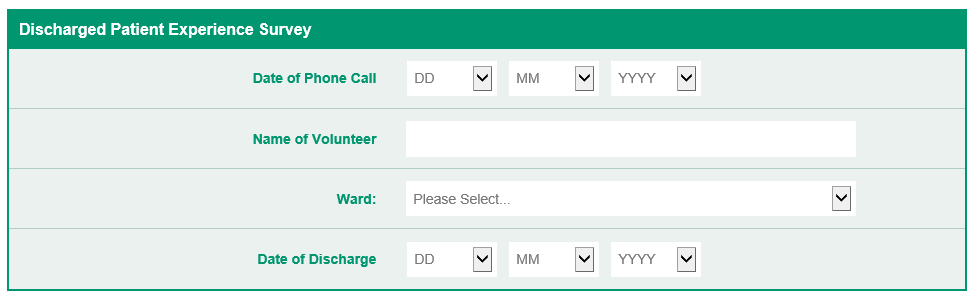 Discharged Patient Experience Survey
Date of Phone Call DD MM YYYY
Name of Volunteer
Ward: Please Select...
Date of Discharge DD MM YYYY